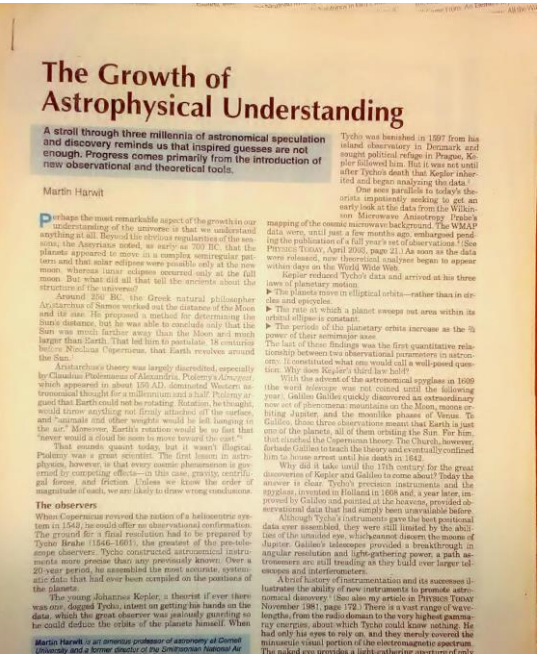 The Growth of
Astrophysical Understanding
A stroll through three millennia of astronomical speculation
and discovery reminds us that inspired guesses are not
enough. Progress comes primarily from the introduction of
new observational and theoretical tools.
Martin Harwit
Perhaps the most remarkable aspect of the growth in our
understanding of the universe is that we understand
anything at all. Beyond the obvious regularities of the sea-
sons, the Assyrians noted, as early as 700 BC, that the
planets appeared to move in a complex semiregular pat-
tern and that solar eclipses were possible only at the new
moon, whereas lunar eclipses occurred only at the full
moon. But what did all that tell the ancients about the
structure of the universe?
Around 250 BC, the Greek natural philosopher
Aristarchus of Samos worked out the distance of the Moon
and its size. He proposed a method for determining the
Sun's distance, but he was able to conclude only that the
Sun was much farther away than the Moon and much
larger than Earth. That led him to postulate, 18 centuries
before Nicolaus Copernicus, that Earth revolves around
the Sun.
Aristarchus's theory was largely discredited, especially
by Claudius Ptolemaeus of Alexandria. Ptolemy's Almagest,
which appeared in about 150 AD, dominated Western as-
tronomical thought for a millennium and a half. Ptolemy ar-
gued that Earth could not be rotating. Rotation, he thought,
would throw anything not firmly attached off the surface,
and "animals and other weights would be left hanging in
the air." Moreover, Earth's rotation would be so fast that
"never would a cloud be seen to move toward the east."
That sounds quaint today, but it wasn't illogical.
Ptolemy was a great scientist. The first lesson in astro-
physics, however, is that every cosmic phenomenon is gov-
erned by competing effects—in this case, gravity, centrifu-
gal forces, and friction. Unless we know the order of
magnitude of each, we are likely to draw wrong conclusions.
The observers
When Copernicus revived the notion of a heliocentric sys-
tem in 1543, he could offer no observational confirmation.
The ground for a final resolution had to be prepared by
Tycho Brahe (1546–1601), the greatest of the pre-tele-
scope observers. Tycho constructed astronomical instru-
ments more precise than any previously known. Over a
20-year period, he assembled the most accurate, system-
atic data that had ever been compiled on the positions of
the planets.
The young Johannes Kepler, a theorist if ever there
was one, dogged Tycho, intent on getting his hands on the
data, which the great observer was jealously guarding so
he could deduce the orbits of the planets himself. When
Martin Harwit is an emeritus professor of astronomy at Cornell
University and a former director of the Smithsonian National Air
Tycho was banished in 1597 from his
island observatory in Denmark and
sought political refuge in Prague, Ke-
pler followed him. But it was not until
after Tycho's death that Kepler inher-
ited and began analyzing the data.
One sees parallels to today's the-
orists impatiently seeking to get an
early look at the data from the Wilkin-
son Microwave Anisotropy Probe's
mapping of the cosmic microwave background. The WMAP
data were, until just a few months ago, embargoed pend-
ing the publication of a full year's set of observations. (See
PHYSICS TODAY, April 2003, page 21.) As soon as the data
were released, new theoretical analyses began to appear
within days on the World Wide Web.
Kepler reduced Tycho's data and arrived at his three
laws of planetary motion
▶ The planets move in elliptical orbits—rather than in cir-
cles and epicycles.
▶ The rate at which a planet sweeps out area within its
orbital ellipse is constant.
▶ The periods of the planetary orbits increase as the 3/2
power of their semimajor axes.
The last of these findings was the first quantitative rela-
tionship between two observational parameters in astron-
omy. It constituted what one would call a well-posed ques-
tion. Why does Kepler's third law hold?
With the advent of the astronomical spyglass in 1609
(the word telescope was not coined until the following
year), Galileo Galilei quickly discovered an extraordinary
new set of phenomena: mountains on the Moon, moons or-
biting Jupiter, and the moonlike phases of Venus. To
Galileo, those three observations meant that Earth is just
one of the planets, all of them orbiting the Sun. For him,
that clinched the Copernican theory. The Church, however,
forbade Galileo to teach the theory and eventually confined
him to house arrest until his death in 1642.
Why did it take until the 17th century for the great
discoveries of Kepler and Galileo to come about? Today the
answer is clear. Tycho's precision instruments and the
spyglass, invented in Holland in 1608 and, a year later, im-
proved by Galileo and pointed at the heavens, provided ob-
servational data that had simply been unavailable before.
Although Tycho's instruments gave the best positional
data ever assembled, they were still limited by the abili-
ties of the unaided eye, which cannot discern the moons of
Jupiter. Galileo's telescopes provided a breakthrough in
angular resolution and light-gathering power, a path as-
tronomers are still treading as they build ever larger tel-
escopes and interferometers.
A brief history of instrumentation and its successes il-
lustrates the ability of new instruments to promote astro-
nomical discovery. (See also my article in PHYSICS TODAY
November 1981, page 172.) There is a vast range of wave-
lengths, from the radio domain to the very highest gamma-
ray energies, about which Tycho could know nothing. He
had only his eyes to rely on, and they merely covered the
minuscule visual portion of the electromagnetic spectrum.
The naked eye provides a light-gathering aperture of only